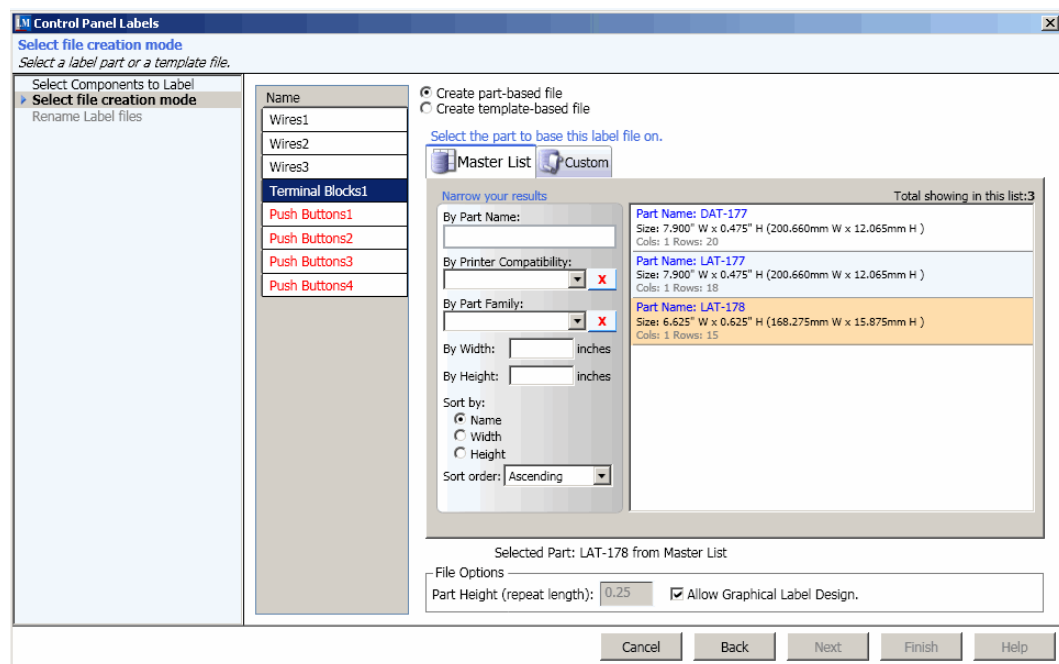 LM Control Panel Labels
Select file creation mode
Select a label part or a template file.
Select Components to Label
Select file creation mode
Rename Label files
Name
Wires1
Wires2
Wires3
Terminal Blocks1
Push Buttons1
Push Buttons2
Push Buttons3
Push Buttons4
Create part-based file
Create template-based file
Select the part to base this label file on.
Master List
Custom
Narrow your results
Total showing in this list:3
By Part Name:
By Printer Compatibility:
X
By Part Family:
X
By Width: inches
By Height: inches
Sort by:
Name
Width
Height
Sort order: Ascending
Part Name: DAT-177
Size: 7.900" W x 0.475" H (200.660mm W x 12.065mm H )
Cols: 1 Rows: 20
Part Name: LAT-177
Size: 7.900" W x 0.475" H (200.660mm W x 12.065mm H )
Cols: 1 Rows: 18
Part Name: LAT-178
Size: 6.625" W x 0.625" H (168.275mm W x 15.875mm H )
Cols: 1 Rows: 15
Selected Part: LAT-178 from Master List
File Options
Part Height (repeat length): 0.25
Allow Graphical Label Design.
Cancel
Back
Next
Finish
Help